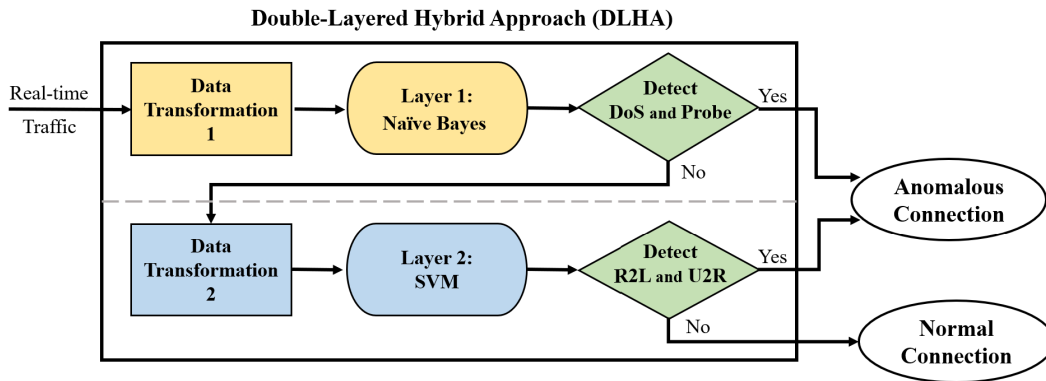 Double-Layered Hybrid Approach (DLHA)
Real-time
Traffic
Data
Transformation
1
Layer 1:
Naïve Bayes
Detect
DoS and Probe
Yes
No
Anomalous
Connection
Data
Transformation
2
Layer 2:
SVM
Detect
R2L and U2R
Yes
No
Normal
Connection